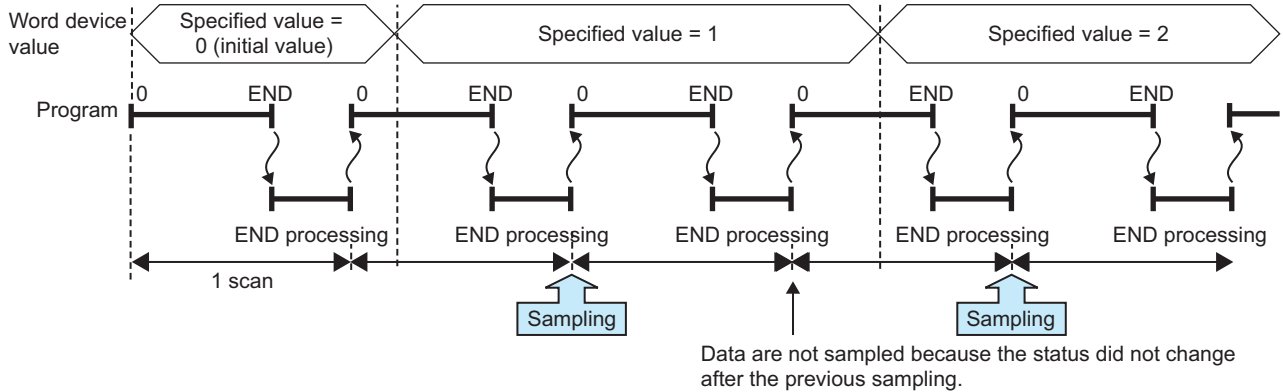 Word device
value
Specified value =
0 (initial value)
Specified value = 1
Specified value = 2
Program
0 END 0 END 0 END 0 END 0 END
END processing END processing END processing END processing END processing
1 scan
Sampling
Sampling
Data are not sampled because the status did not change
after the previous sampling.